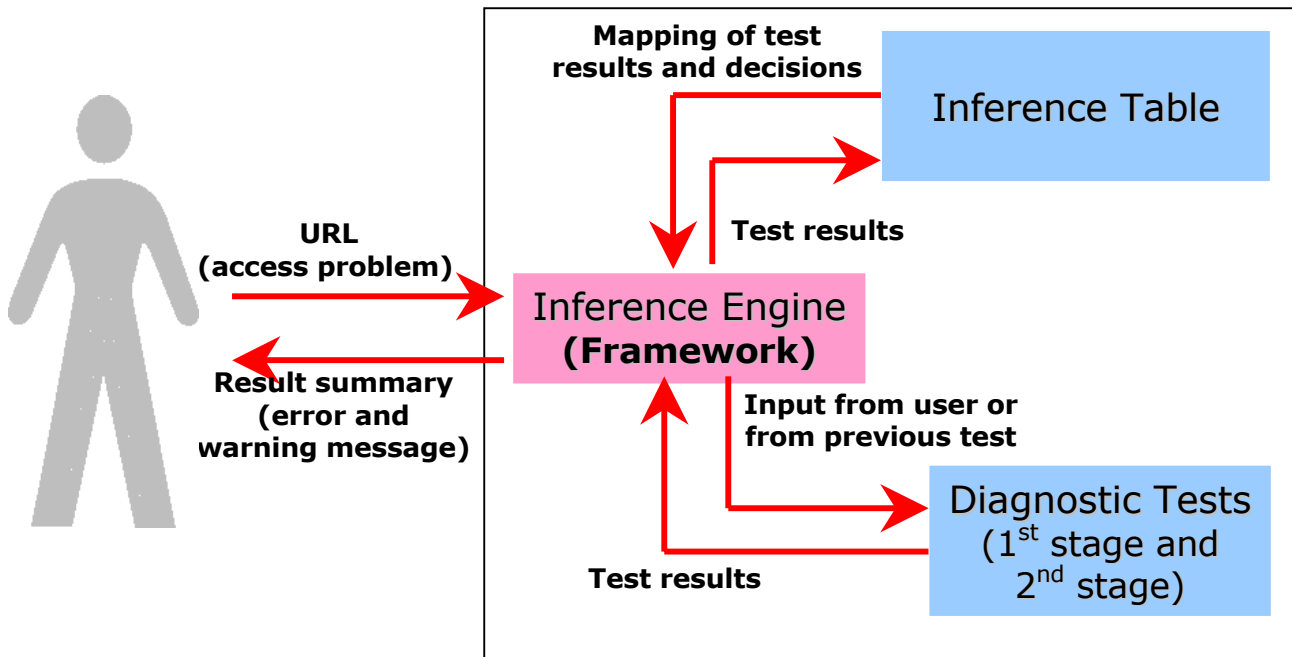 Mapping of test
results and decisions
Inference Table
Test results
URL
(access problem)
Inference Engine
(Framework)
Result summary
(error and
warning message)
Input from user or
from previous test
Diagnostic Tests
(1st stage and
2nd stage)
Test results